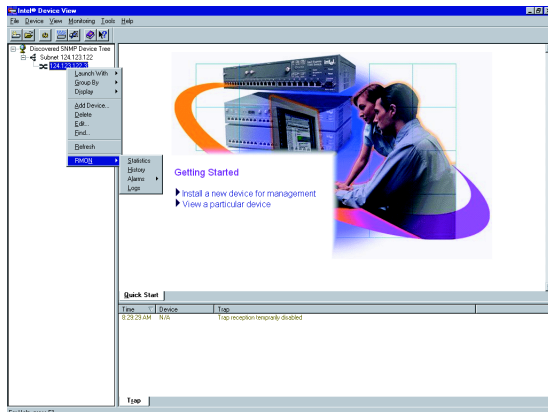 Intel® Device View
File Device View Monitoring Tools Help
Discovered SNMP Device Tree
Subnet 124.123.122
124.123.122.3
Launch With
Group By
Display
Add Device...
Delete
Edit...
Find...
Refresh
RMON
Statistics
History
Alarms
Logs
intel
Getting Started
Install a new device for management
View a particular device
Quick Start
Time Device Trap
8:29:29 AM N/A Trap reception temprarily disabled
Trap
For Help, press F1